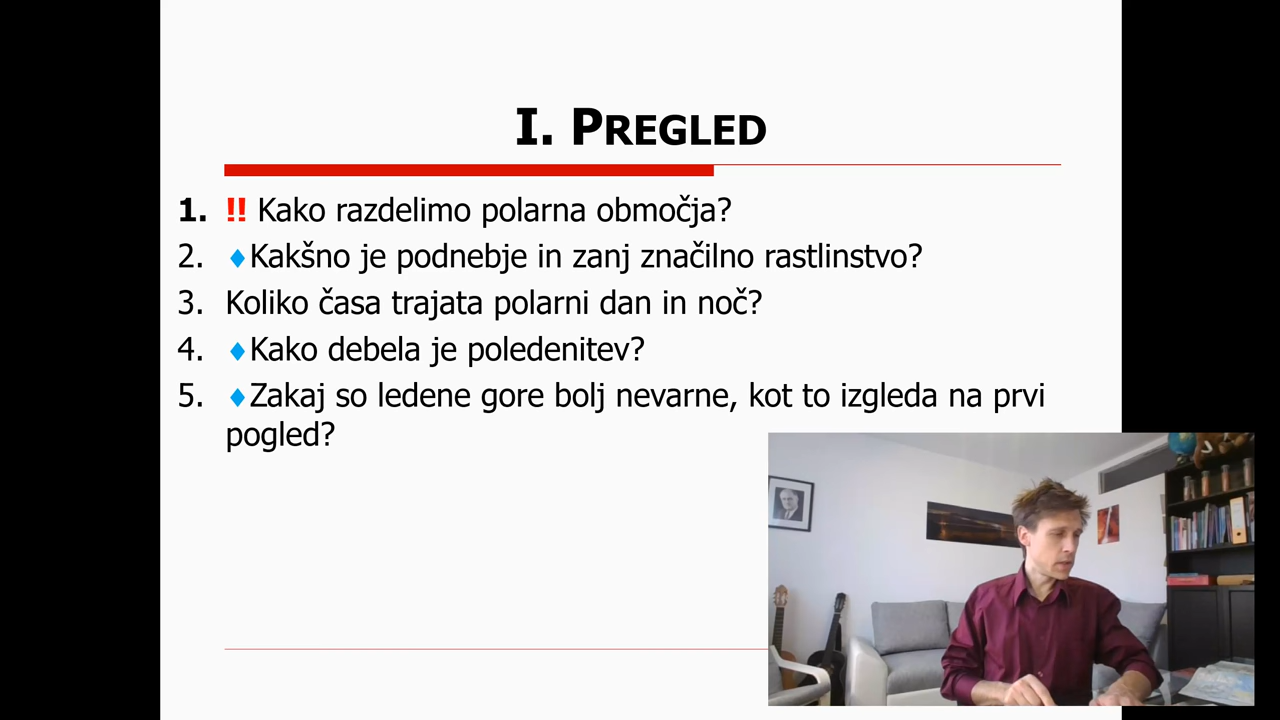 I. PREGLED
1. !! Kako razdelimo polarna območja?
2. ♦Kakšno je podnebje in zanj značilno rastlinstvo?
3. Koliko časa trajata polarni dan in noč?
4. ♦Kako debela je poledenitev?
5. ♦Zakaj so ledene gore bolj nevarne, kot to izgleda na prvi
pogled?